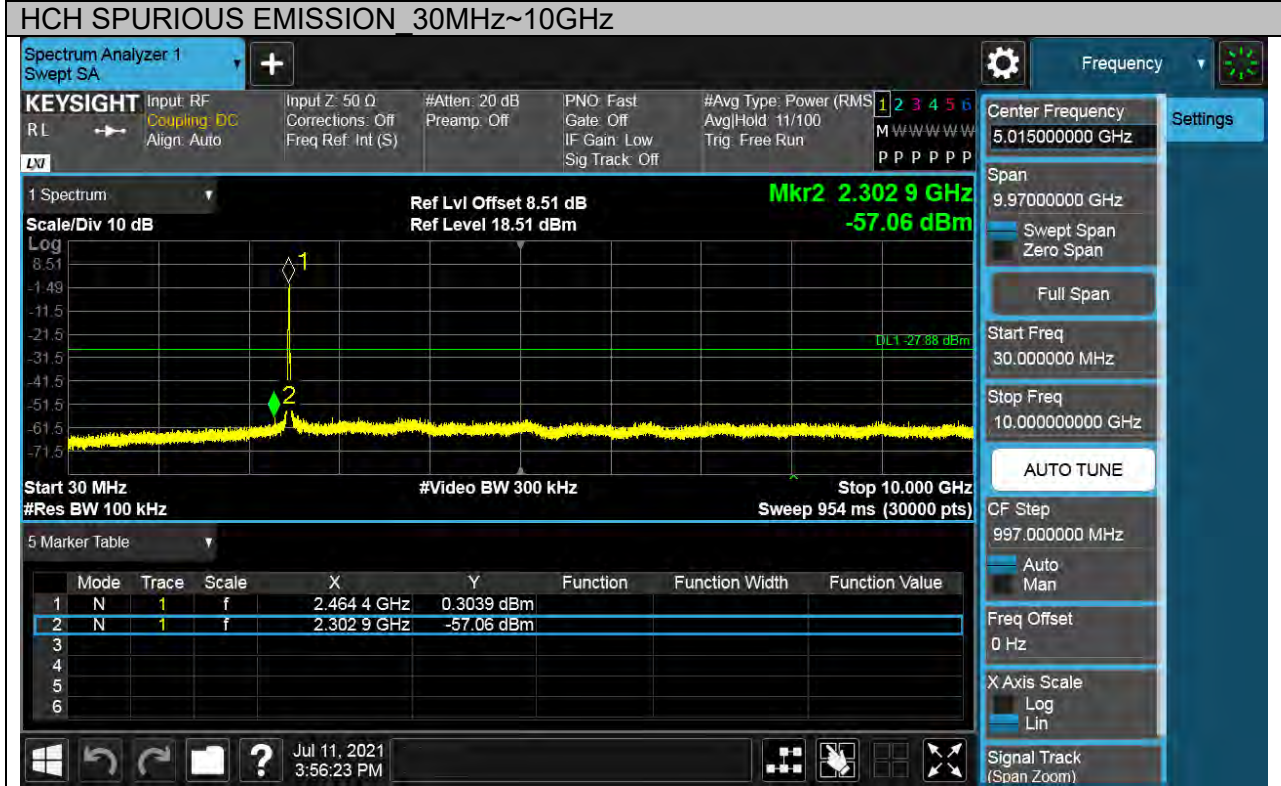 HCH SPURIOUS EMISSION_30MHz~10GHz
Spectrum Analyzer 1
Swept SA
Frequency
KEYSIGHT
RL
LXI
Input: RF
Coupling: DC
Align: Auto
Input Z: 50 Ω
Corrections: Off
Freq Ref: Int (S)
#Atten: 20 dB
Preamp: Off
PNO: Fast
Gate: Off
IF Gain: Low
Sig Track: Off
#Avg Type: Power (RMS
Avg|Hold: 11/100
Trig: Free Run
1 2 3 4 5 6
M W W W W W
P P P P P P
1 Spectrum
Scale/Div 10 dB
Ref Lvl Offset 8.51 dB
Ref Level 18.51 dBm
Mkr2 2.302 9 GHz
-57.06 dBm
Log
8.51
-1.49
-11.5
-21.5
-31.5
-41.5
-51.5
-61.5
-71.5
1
2
DL1 -27.88 dBm
Start 30 MHz
#Res BW 100 kHz
#Video BW 300 kHz
Stop 10.000 GHz
Sweep 954 ms (30000 pts)
5 Marker Table
Mode Trace Scale X Y Function Function Width Function Value
1 N 1 f 2.464 4 GHz 0.3039 dBm
2 N 1 f 2.302 9 GHz -57.06 dBm
3
4
5
6
Jul 11, 2021
3:56:23 PM
Center Frequency
5.015000000 GHz
Settings
Span
9.97000000 GHz
Swept Span
Zero Span
Full Span
Start Freq
30.000000 MHz
Stop Freq
10.000000000 GHz
AUTO TUNE
CF Step
997.000000 MHz
Auto
Man
Freq Offset
0 Hz
X Axis Scale
Log
Lin
Signal Track
(Span Zoom)